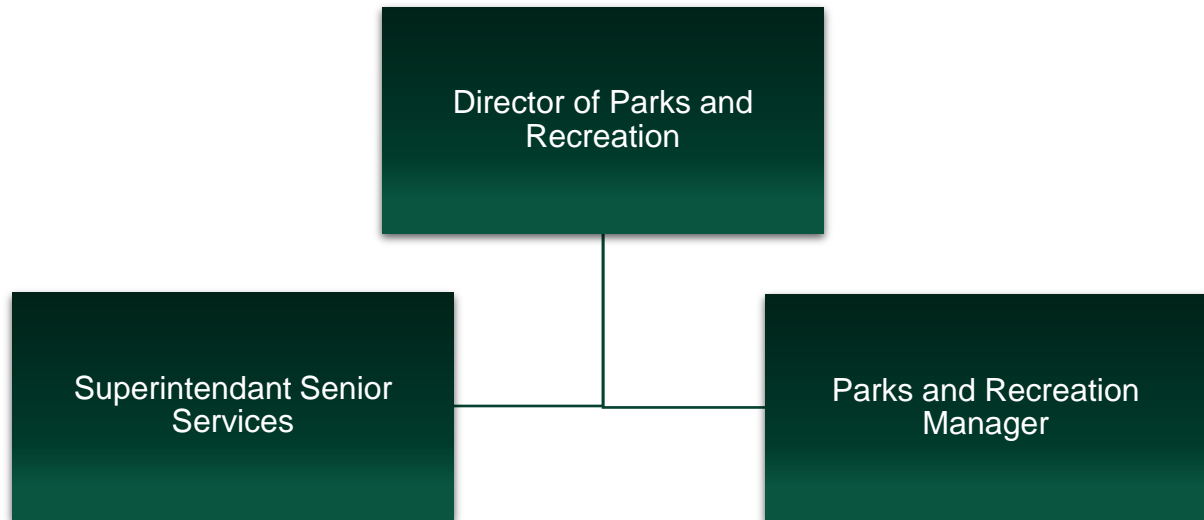 Director of Parks and
Recreation
Superintendant Senior
Services
Parks and Recreation
Manager